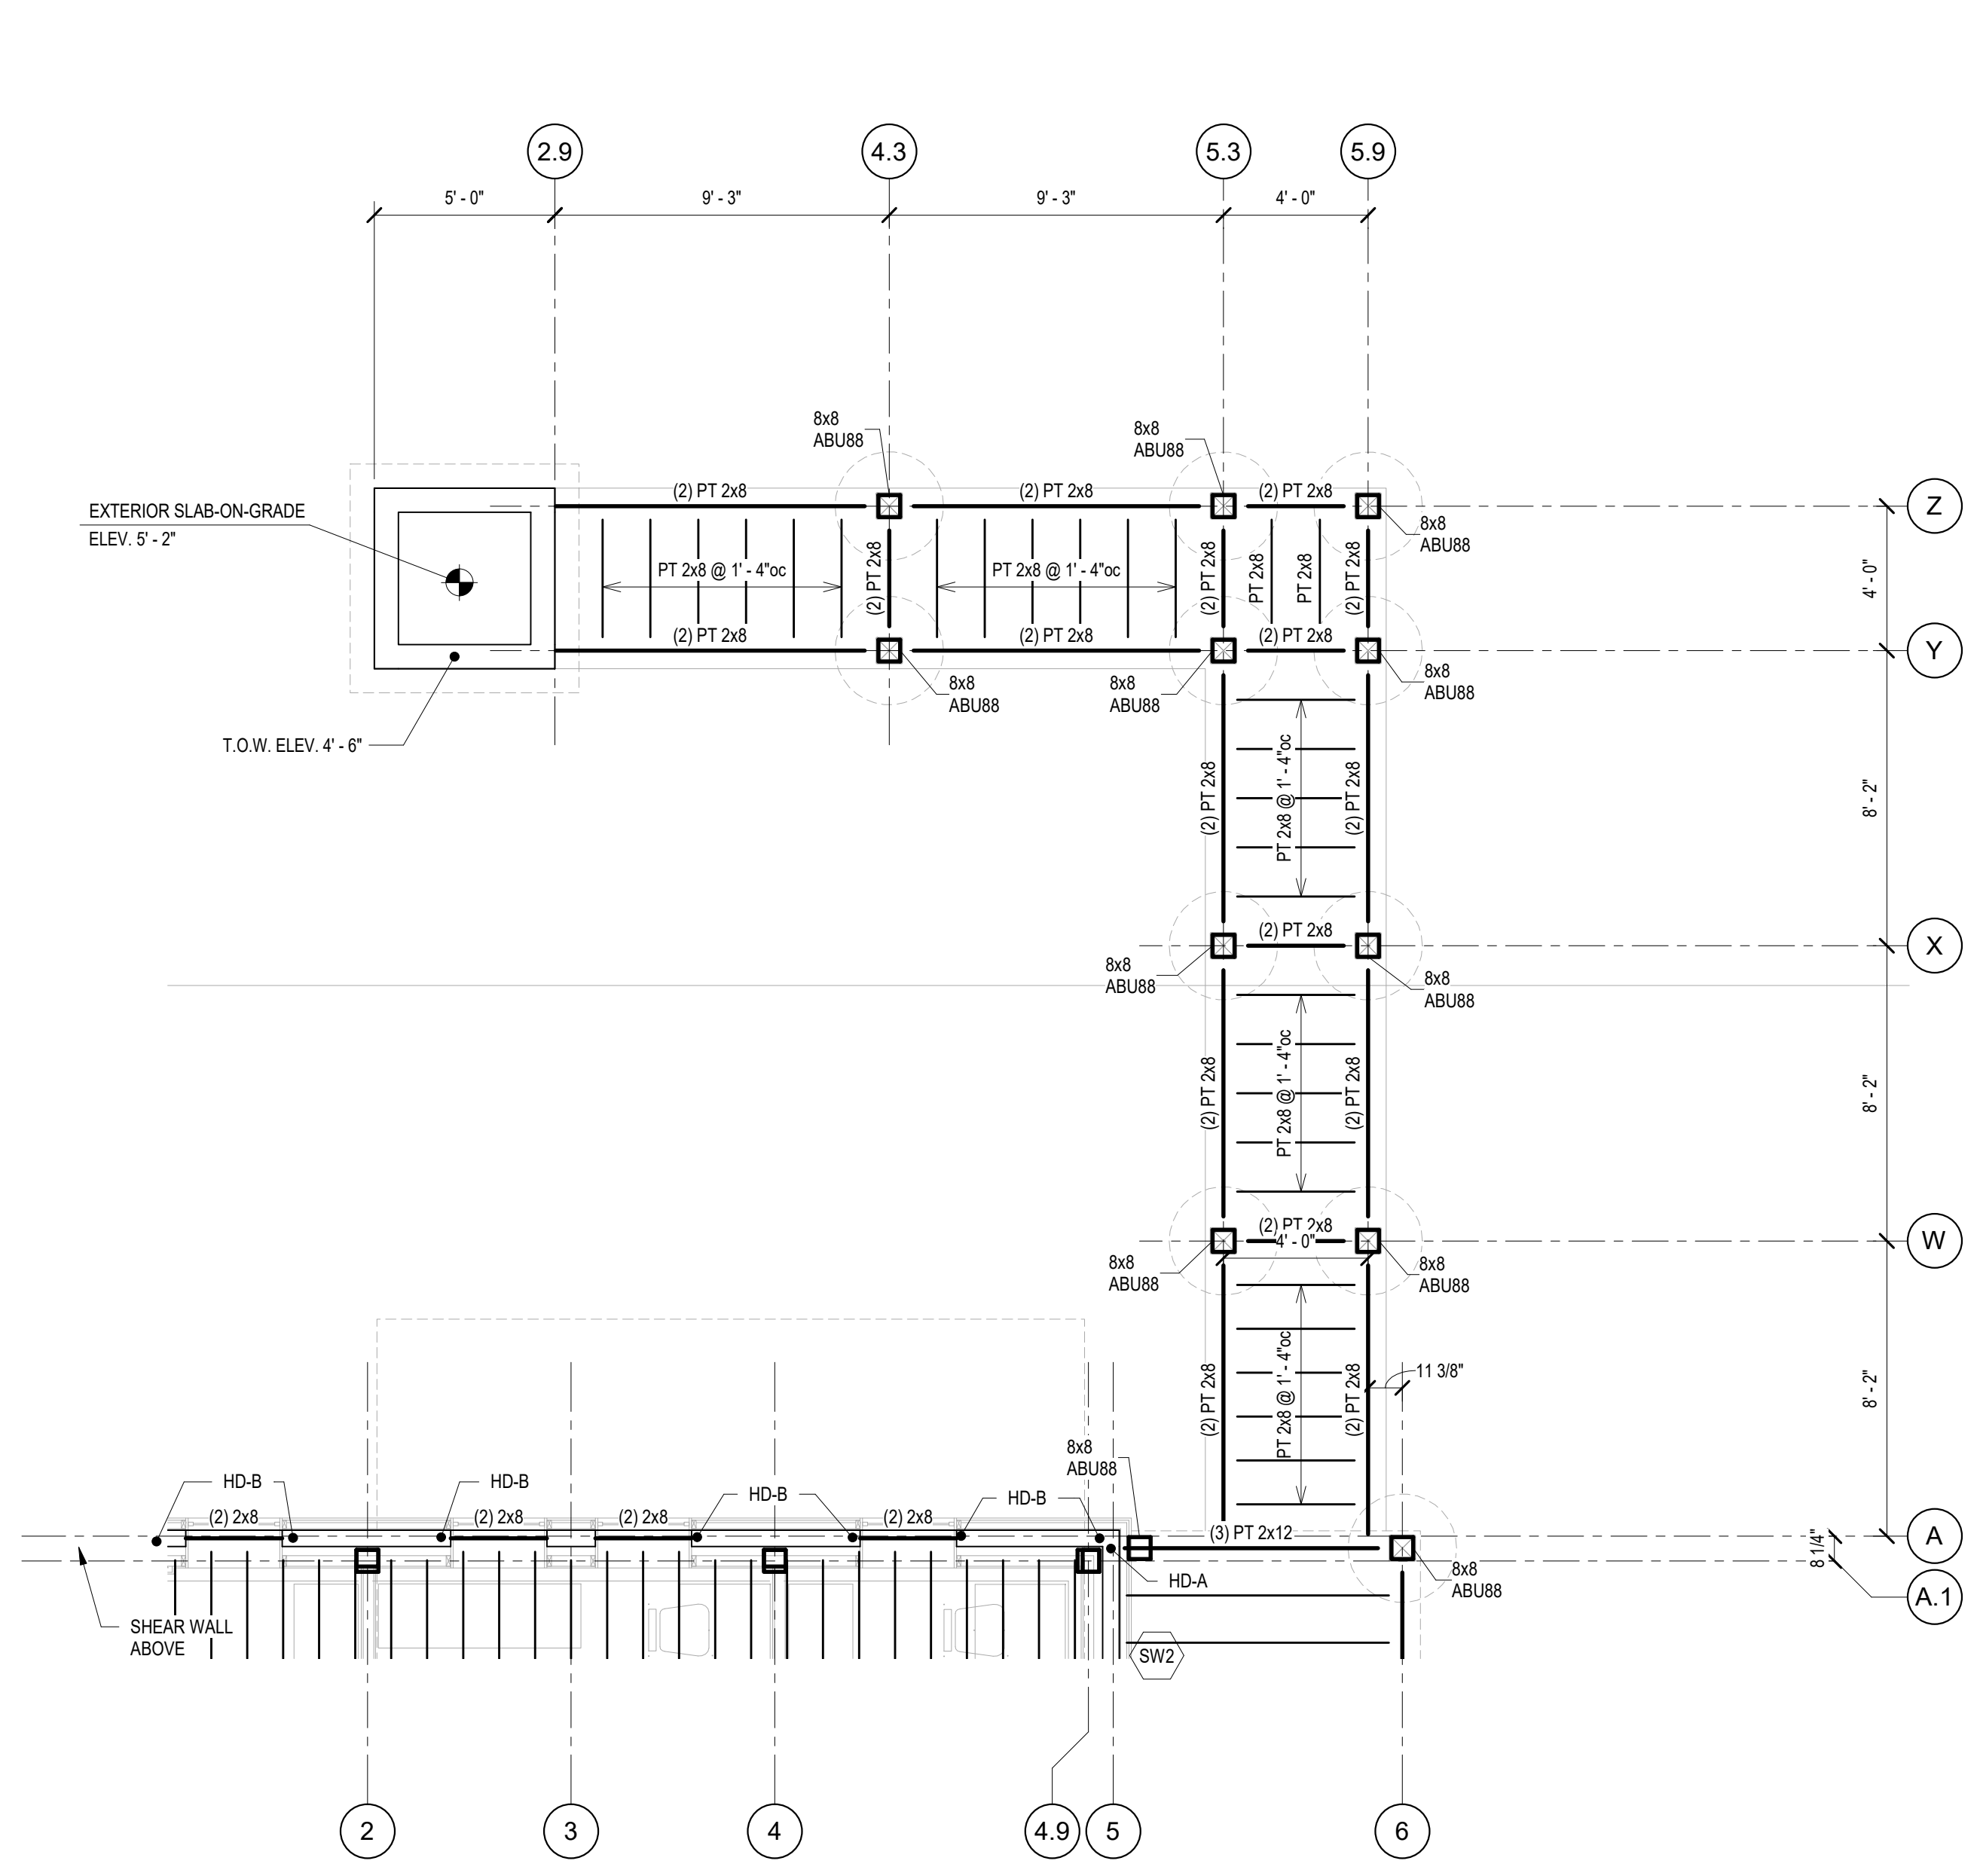 2.9
4.3
5.3
5.9
5' - 0"
9' - 3"
9' - 3"
4' - 0"
8x8
ABU88
8x8
ABU88
(2) PT 2x8
(2) PT 2x8
(2) PT 2x8
Z
EXTERIOR SLAB-ON-GRADE
ELEV. 5' - 2"
8x8
ABU88
PT 2x8 @ 1' - 4"oc
(2) PT 2x8
PT 2x8 @ 1' - 4"oc
(2) PT 2x8
PT 2x8
PT 2x8
(2) PT 2x8
4' - 0"
(2) PT 2x8
(2) PT 2x8
(2) PT 2x8
Y
8x8
ABU88
8x8
ABU88
8x8
ABU88
T.O.W. ELEV. 4' - 6"
(2) PT 2x8
PT 2x8 @ 1' - 4"oc
(2) PT 2x8
8' - 2"
(2) PT 2x8
X
8x8
ABU88
8x8
ABU88
(2) PT 2x8
PT 2x8 @ 1' - 4"oc
(2) PT 2x8
8' - 2"
(2) PT 2x8
4' - 0"
W
8x8
ABU88
8x8
ABU88
(2) PT 2x8
PT 2x8 @ 1' - 4"oc
(2) PT 2x8
11 3/8"
8' - 2"
8x8
ABU88
HD-B
HD-B
HD-B
HD-B
(2) 2x8
(2) 2x8
(2) 2x8
(2) 2x8
(3) PT 2x12
A
8 1/4"
HD-A
8x8
ABU88
A.1
SHEAR WALL
ABOVE
SW2
2
3
4
4.9
5
6